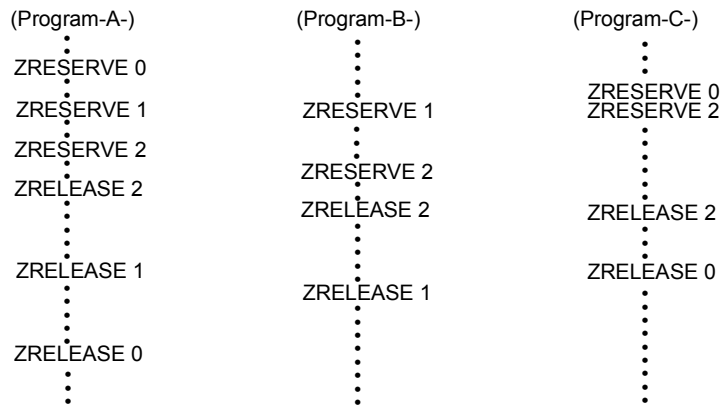 (Program-A-)
ZRESERVE 0
ZRESERVE 1
ZRESERVE 2
ZRELEASE 2
ZRELEASE 1
ZRELEASE 0
(Program-B-)
ZRESERVE 1
ZRESERVE 2
ZRELEASE 2
ZRELEASE 1
(Program-C-)
ZRESERVE 0
ZRESERVE 2
ZRELEASE 2
ZRELEASE 0